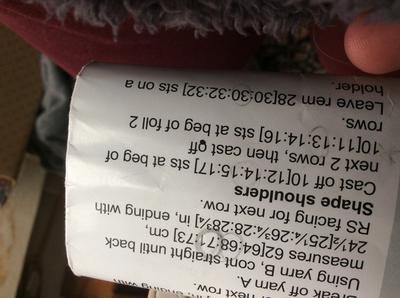 break off yarn A.
Using yarn B, cont straight until back
measures 62[64:68:71:73] cm,
24½[25¼:26¾:28:28¾] in, ending with
RS facing for next row.
Shape shoulders
Cast off 10[12:14:15:17] sts at beg of
next 2 rows, then cast off
10[11:13:14:16] sts at beg of foll 2
rows.
Leave rem 28[30:30:32:32] sts on a
holder.